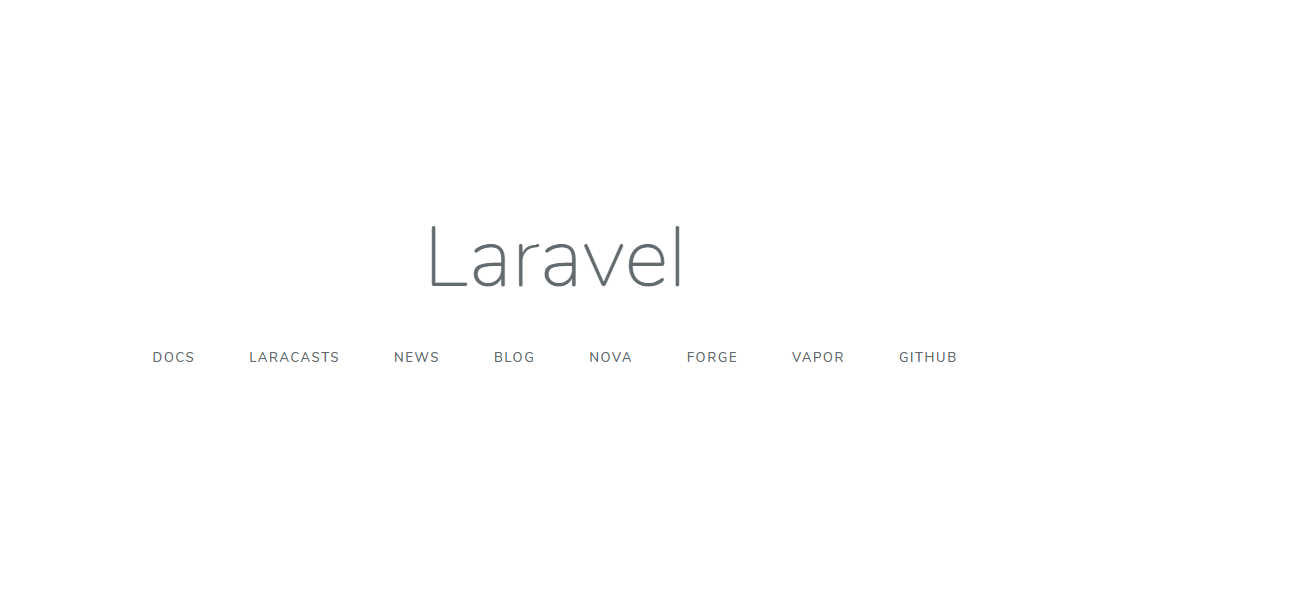 Laravel
DOCS LARACASTS NEWS BLOG NOVA FORGE VAPOR GITHUB